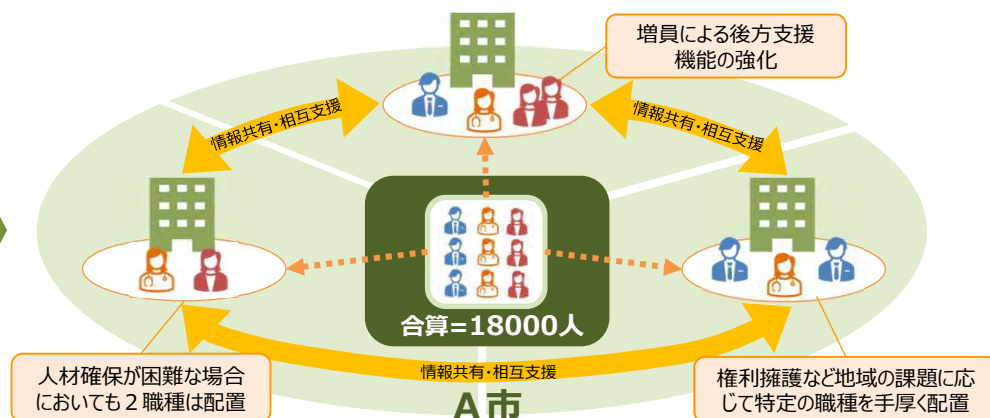 増員による後方支援
機能の強化
情報共有・相互支援
情報共有・相互支援
合算=18000人
人材確保が困難な場合
においても２職種は配置
情報共有・相互支援
権利擁護など地域の課題に応
じて特定の職種を手厚く配置
A市